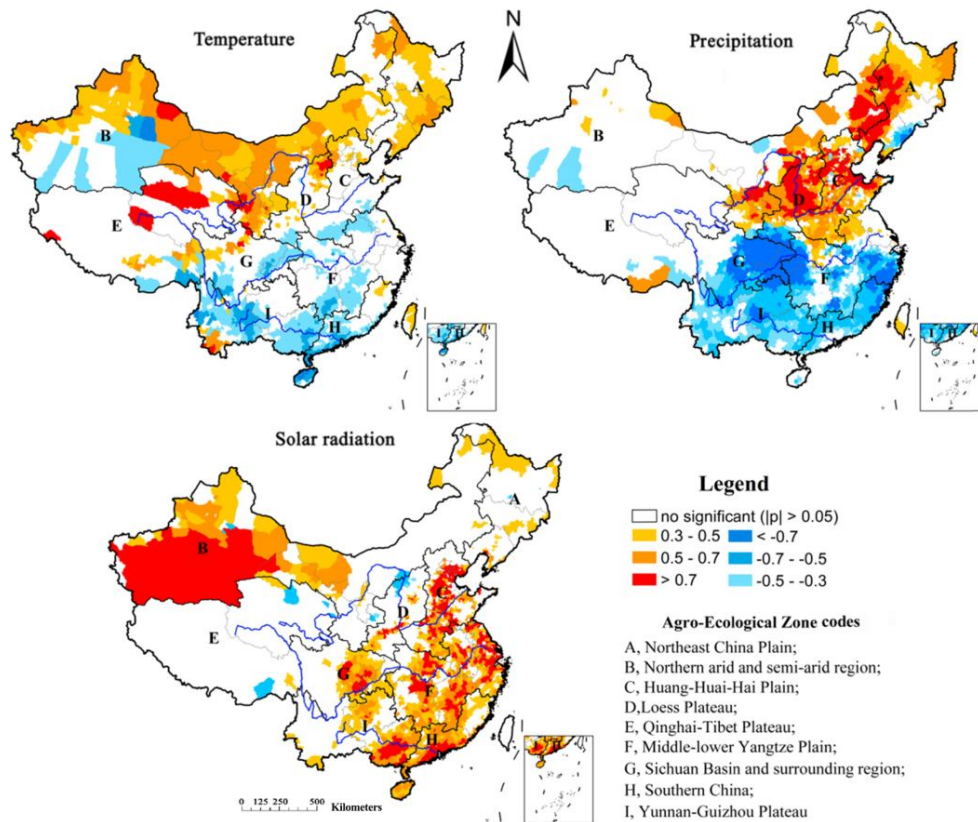 Temperature
N
Precipitation
A
B
C
D
E
G
F
I
H
I H
A
B
C
D
E
G
F
I
H
I H
Solar radiation
A
B
C
D
E
G
F
I
H
I H
0 125 250 500
Kilometers
Legend
no significant (|p| > 0.05)
0.3 - 0.5
< -0.7
0.5 - 0.7
-0.7 - -0.5
> 0.7
-0.5 - -0.3
Agro-Ecological Zone codes
A, Northeast China Plain;
B, Northern arid and semi-arid region;
C, Huang-Huai-Hai Plain;
D,Loess Plateau;
E, Qinghai-Tibet Plateau;
F, Middle-lower Yangtze Plain;
G, Sichuan Basin and surrounding region;
H, Southern China;
I, Yunnan-Guizhou Plateau